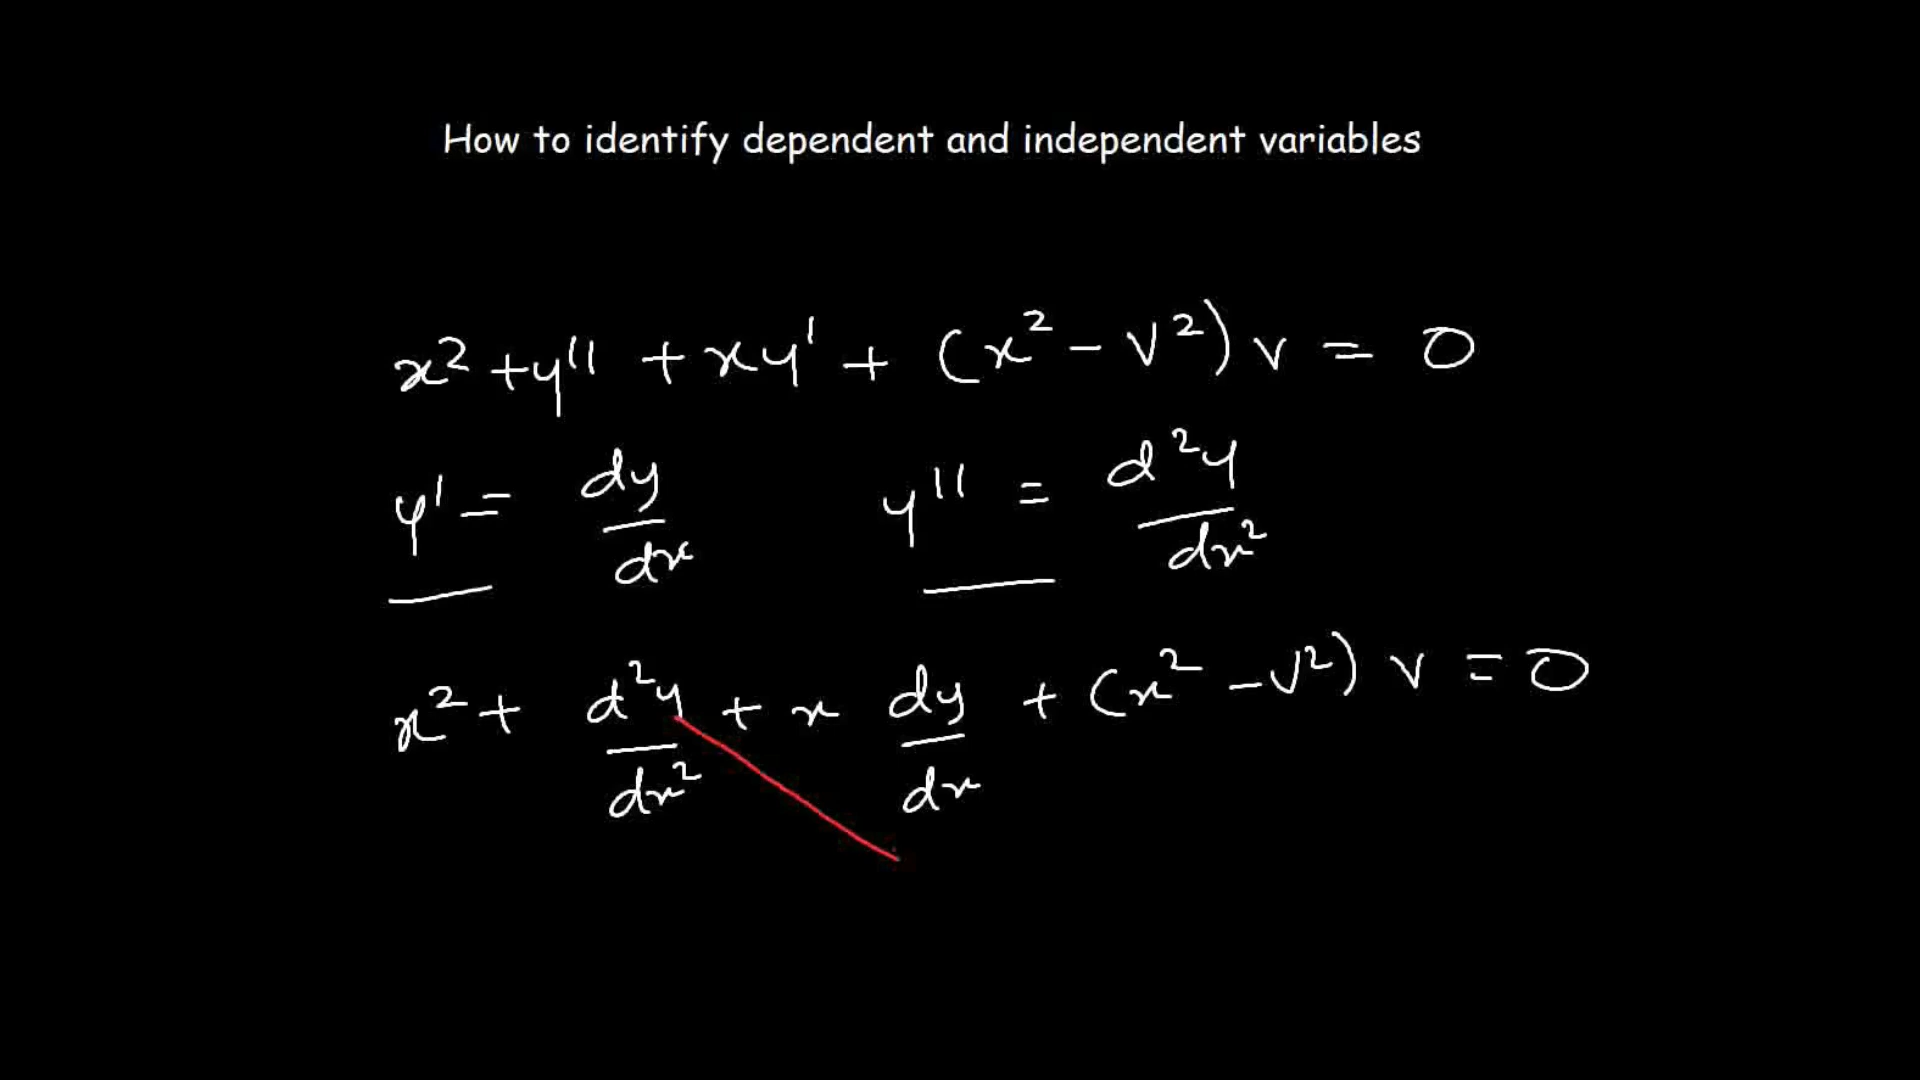 How to identify dependent and independent variables
x² + y'' + xy' + (x² - v²) v = 0
y' = dy/dx    y'' = d²y/dx²
x² + d²y/dx² + x dy/dx + (x² - v²) v = 0